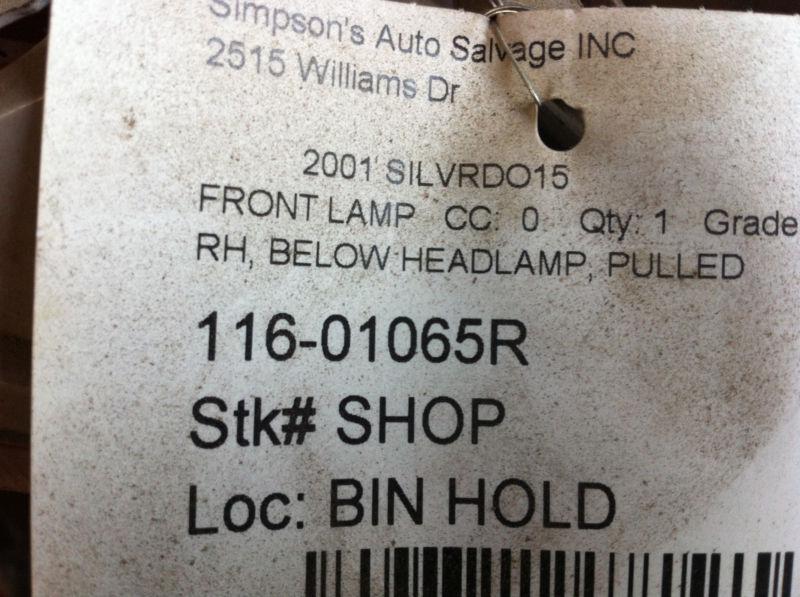 Simpson's Auto Salvage INC
2515 Williams Dr
2001 SILVRDO15
FRONT LAMP CC: 0 Qty: 1 Grade
RH, BELOW HEADLAMP, PULLED
116-01065R
Stk# SHOP
Loc: BIN HOLD